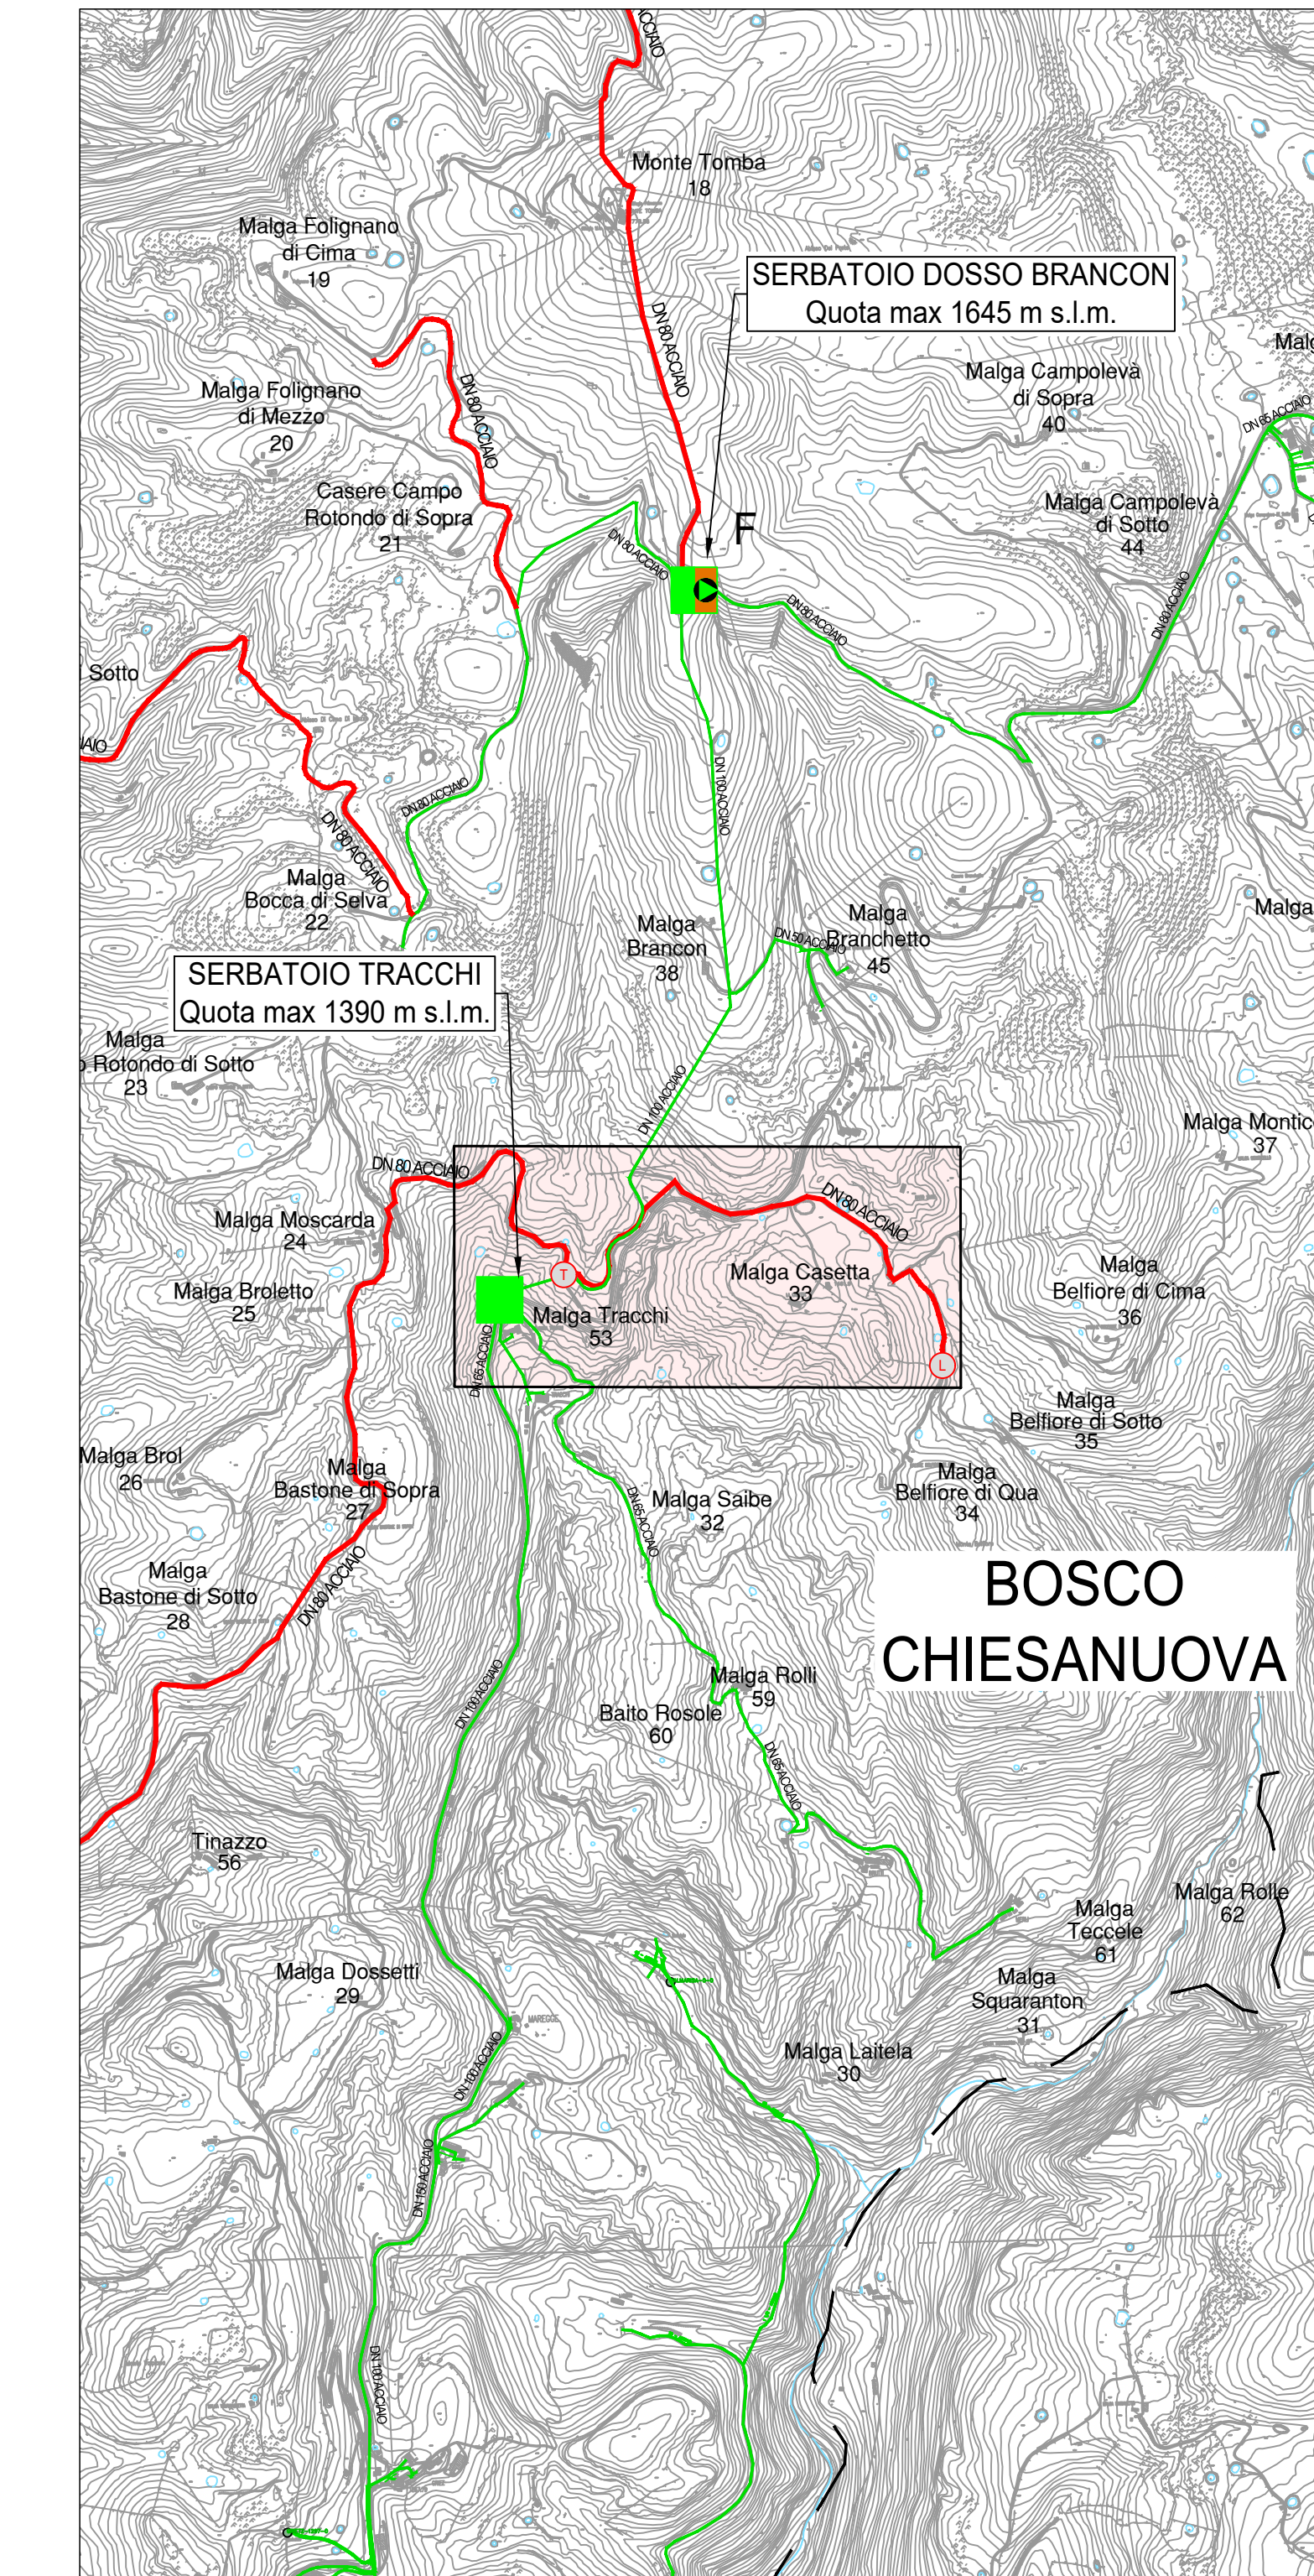 CCIAIO
Monte Tomba
18
Malga Folignano
di Cima
19
SERBATOIO DOSSO BRANCON
Quota max 1645 m s.l.m.
DN 80 ACCIAIO
Malg
Malga Campolevà
di Sopra
40
Malga Folignano
di Mezzo
20
DN 80 ACCIAIO
DN 65 ACCIAIO
Casere Campo
Rotondo di Sopra
21
Malga Campolevà
di Sotto
44
F
DN 80 ACCIAIO
DN 80 ACCIAIO
DN 80 ACCIAIO
Sotto
IAIO
DN 80 ACCIAIO
DN 100 ACCIAIO
DN 80 ACCIAIO
Malga
Bocca di Selva
22
Malga
Malga
Brancon
38
DN 50 ACCIAIO
Malga
Branchetto
45
SERBATOIO TRACCHI
Quota max 1390 m s.l.m.
Malga
o Rotondo di Sotto
23
DN 100 ACCIAIO
Malga Montic
37
DN 80 ACCIAIO
DN 80 ACCIAIO
Malga Moscarda
24
T
Malga Casetta
33
Malga
Belfiore di Cima
36
Malga Broletto
25
Malga Tracchi
53
DN 65 ACCIAIO
L
Malga
Belfiore di Sotto
35
Malga Brol
26
Malga
Bastone di Sopra
27
Malga
Belfiore di Qua
34
Malga Saibe
32
DN 65 ACCIAIO
DN 80 ACCIAIO
Malga
Bastone di Sotto
28
BOSCO
CHIESANUOVA
Malga Rolli
59
DN 100 ACCIAIO
Baito Rosole
60
DN 65 ACCIAIO
Tinazzo
56
Malga Rolle
62
Malga
Teccele
61
Malga Dossetti
29
Malga
Squaranton
31
MAREGGE
Malga Laitela
30
DN 100 ACCIAIO
DN 150 ACCIAIO
DN 100 ACCIAIO